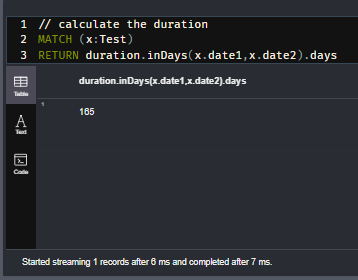 1 // calculate the duration
2 MATCH (x:Test)
3 RETURN duration.inDays(x.date1,x.date2).days
Table
duration.inDays(x.date1,x.date2).days
1
165
A
Text
Code
Started streaming 1 records after 6 ms and completed after 7 ms.